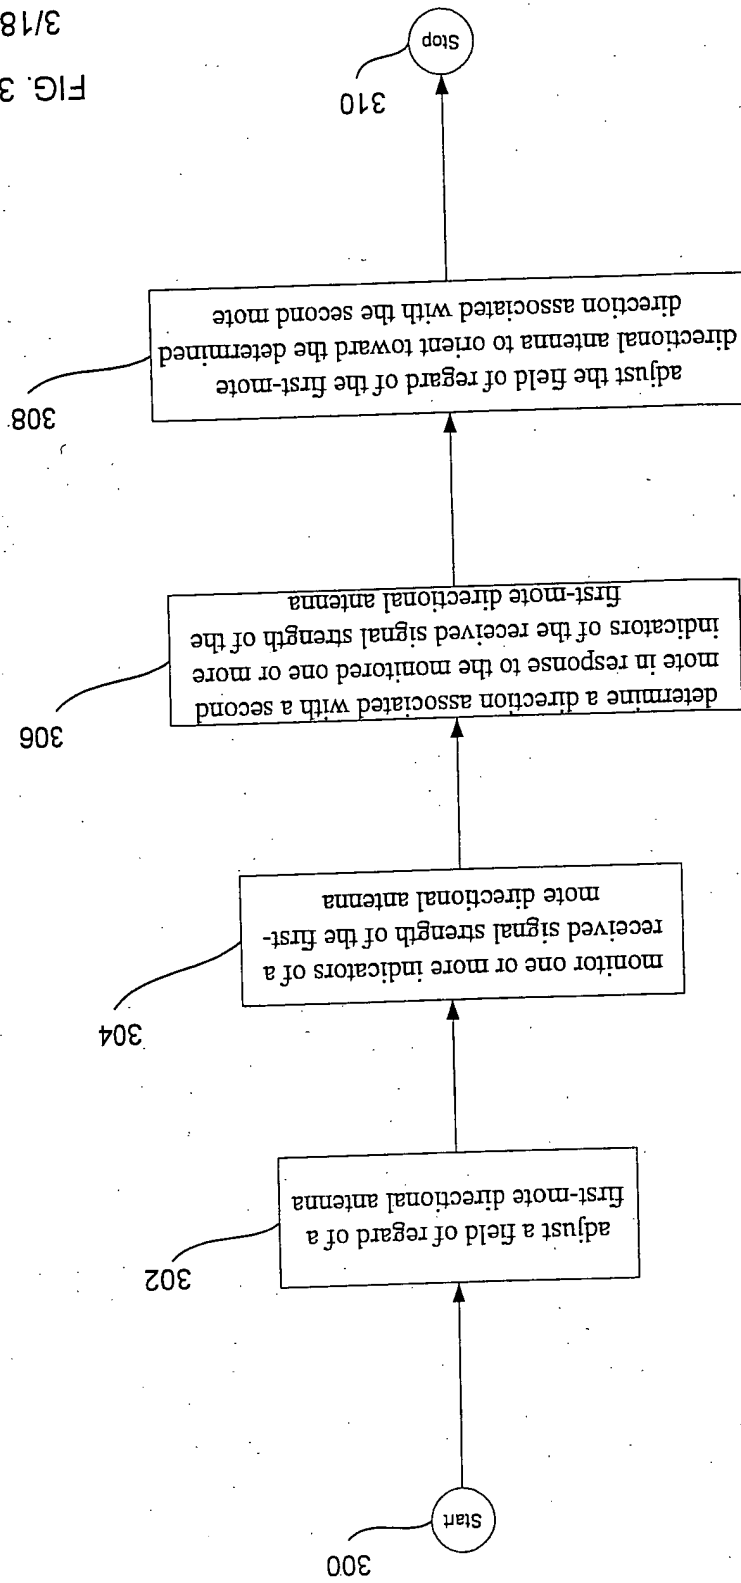 300
Start
302
adjust a field of regard of a
first-mote directional antenna
304
monitor one or more indicators of a
received signal strength of the first-
mote directional antenna
306
determine a direction associated with a second
mote in response to the monitored one or more
indicators of the received signal strength of the
first-mote directional antenna
308
adjust the field of regard of the first-mote
directional antenna to orient toward the determined
direction associated with the second mote
310
Stop
FIG. 3
3/18